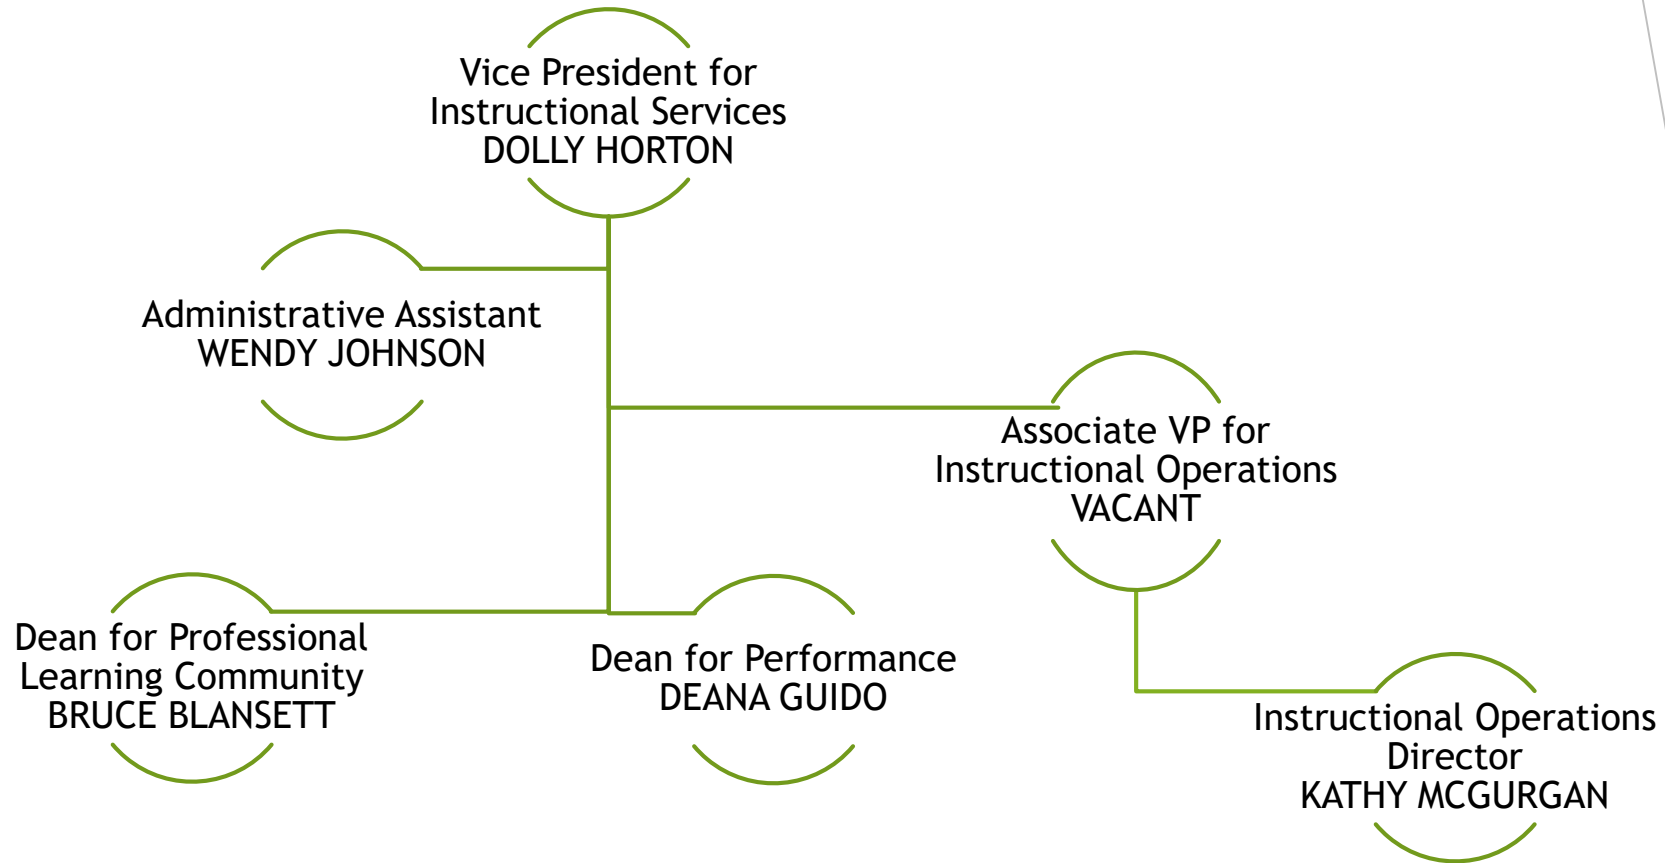 Vice President for
Instructional Services
DOLLY HORTON
Administrative Assistant
WENDY JOHNSON
Associate VP for
Instructional Operations
VACANT
Dean for Professional
Learning Community
BRUCE BLANSETT
Dean for Performance
DEANA GUIDO
Instructional Operations
Director
KATHY MCGURGAN